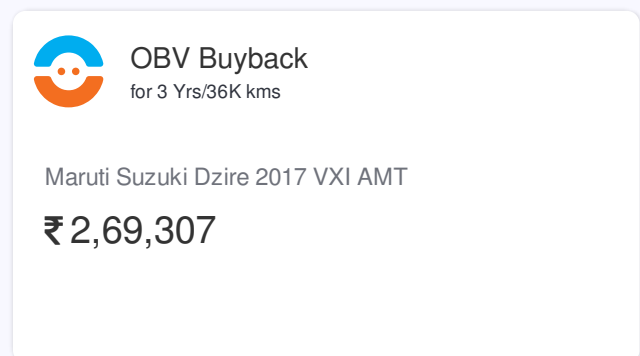 OBV Buyback
for 3 Yrs/36K kms
Maruti Suzuki Dzire 2017 VXI AMT
₹ 2,69,307